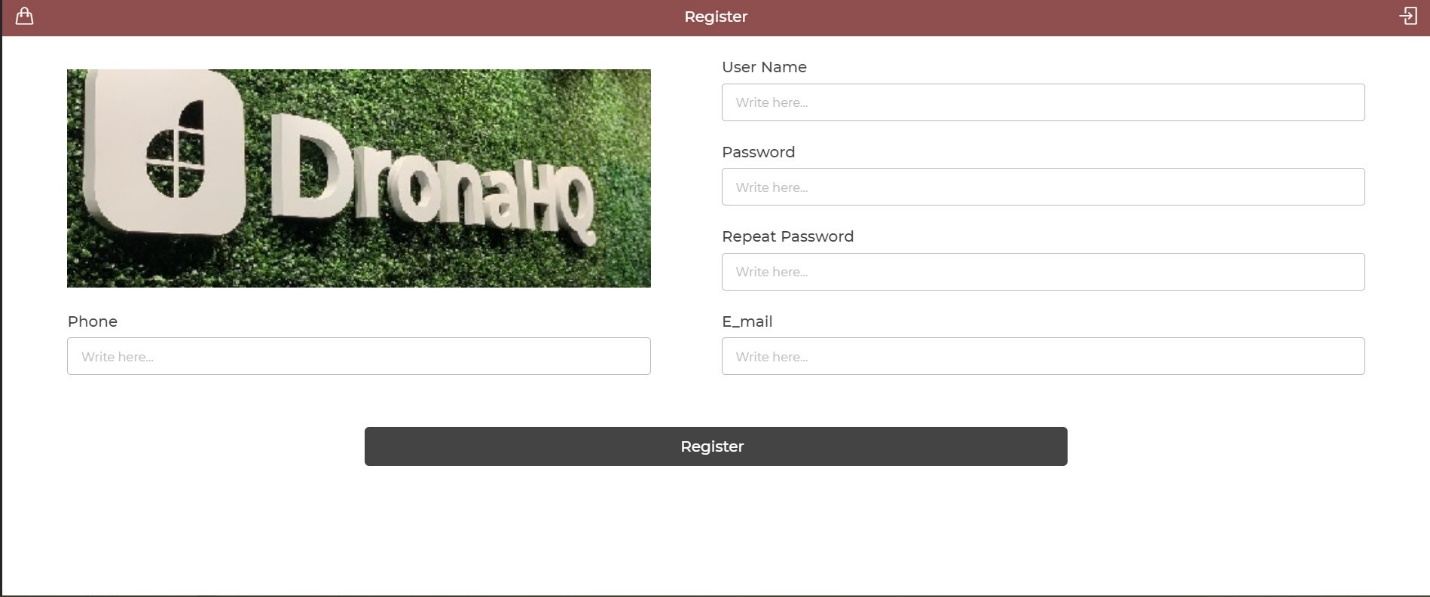 Register
DronaHQ
User Name
Write here...
Password
Write here...
Repeat Password
Write here...
Phone
Write here...
E_mail
Write here...
Register